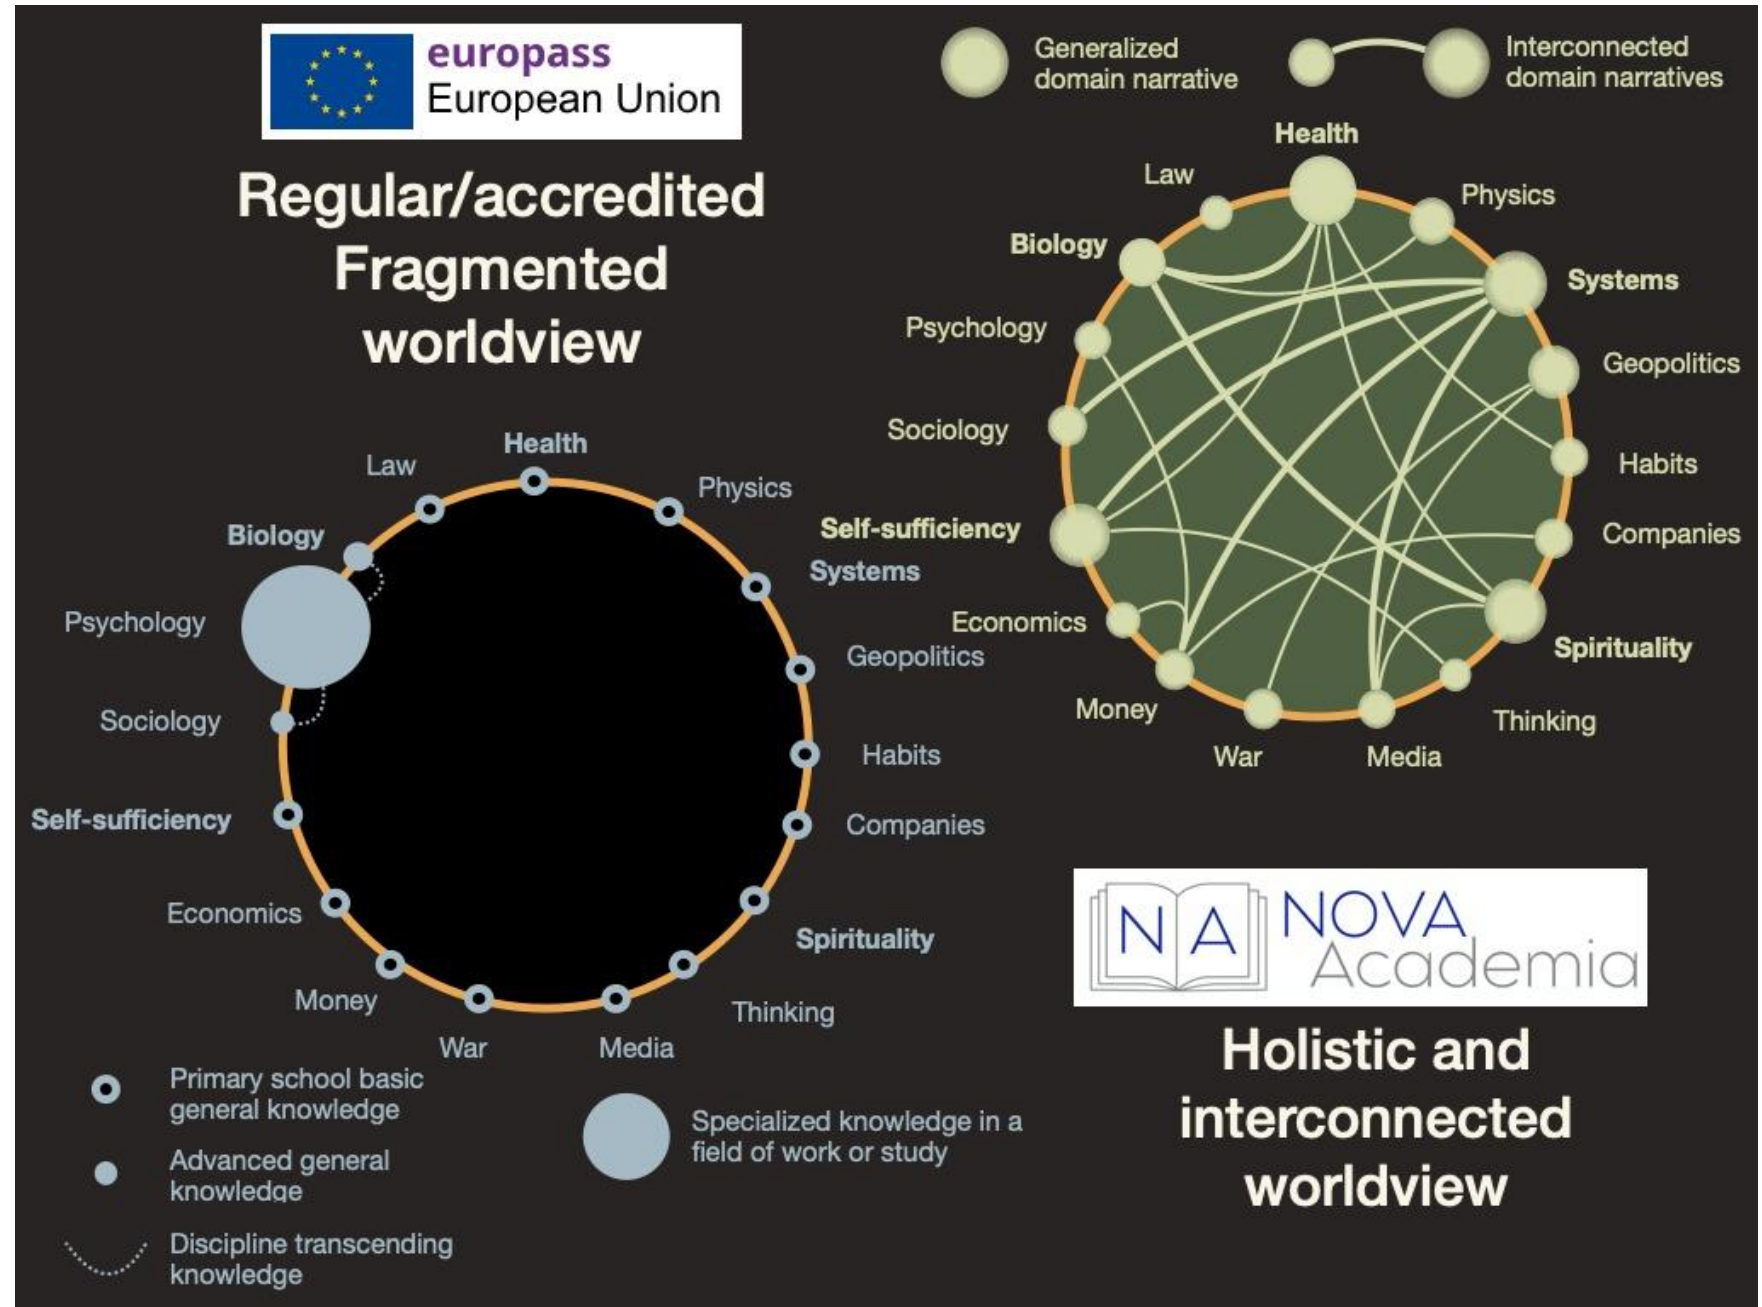 europass
European Union
Regular/accredited
Fragmented
worldview
Health
Law
Physics
Biology
Systems
Psychology
Geopolitics
Sociology
Habits
Self-sufficiency
Companies
Economics
Spirituality
Money
Thinking
War
Media
Primary school basic
general knowledge
Advanced general
knowledge
Discipline transcending
knowledge
Specialized knowledge in a
field of work or study
Generalized
domain narrative
Interconnected
domain narratives
Health
Law
Physics
Biology
Systems
Psychology
Geopolitics
Sociology
Habits
Self-sufficiency
Companies
Economics
Spirituality
Money
Thinking
War
Media
N A
NOVA
Academia
Holistic and
interconnected
worldview